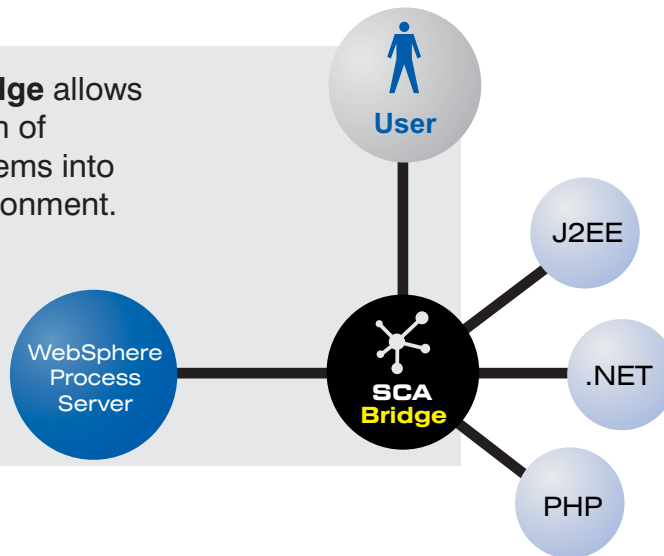 dge allows
n of
ems into
onment.
User
J2EE
WebSphere
Process
Server
SCA
Bridge
.NET
PHP